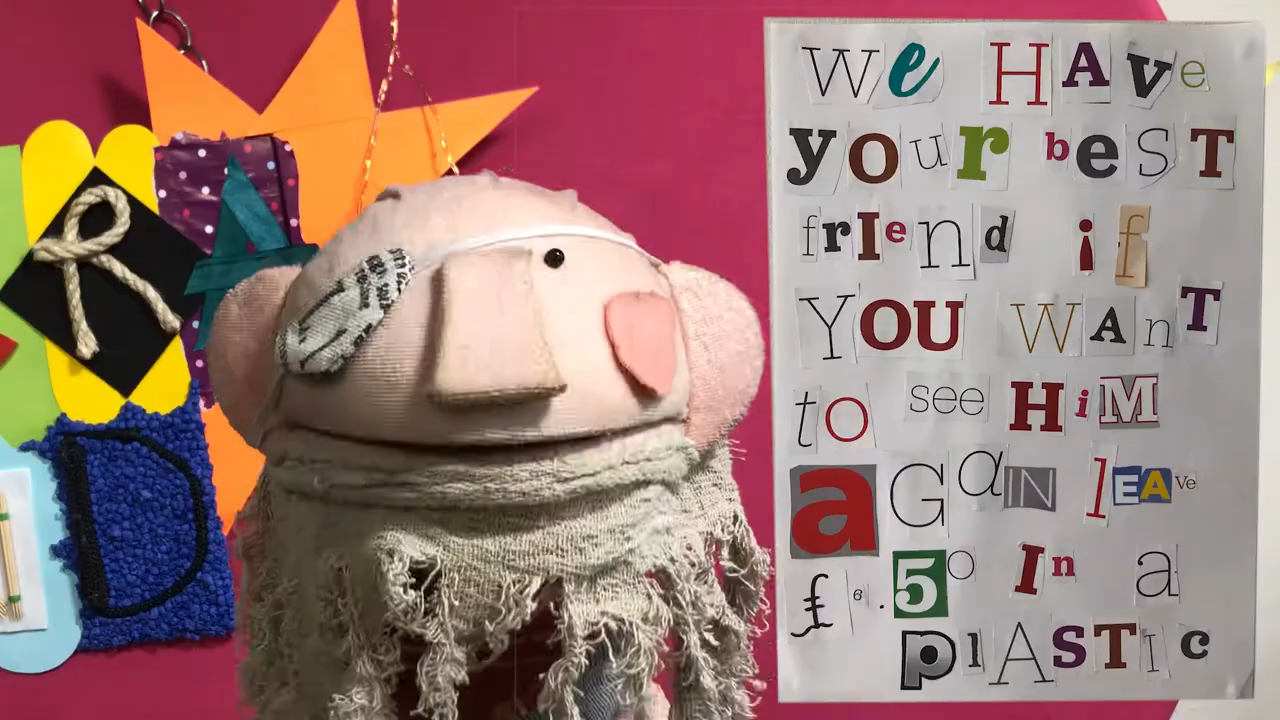 R A
D
we HAve
yOur beST
frIend if
YOU WAnT
to see HiM
aGaIN lEAVe
£6.50 In a
plASTIc